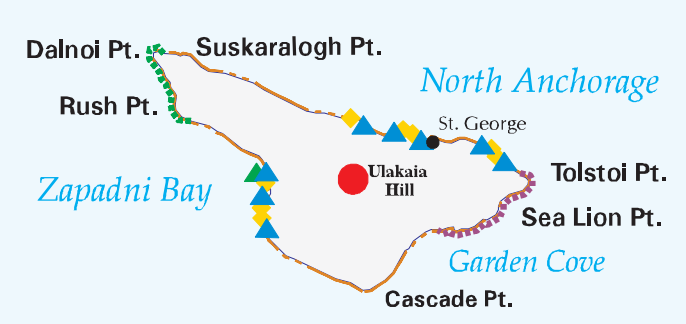 Dalnoi Pt.
Suskaralogh Pt.
North Anchorage
Rush Pt.
St. George
Ulakaia
Hill
Tolstoi Pt.
Zapadni Bay
Sea Lion Pt.
Garden Cove
Cascade Pt.